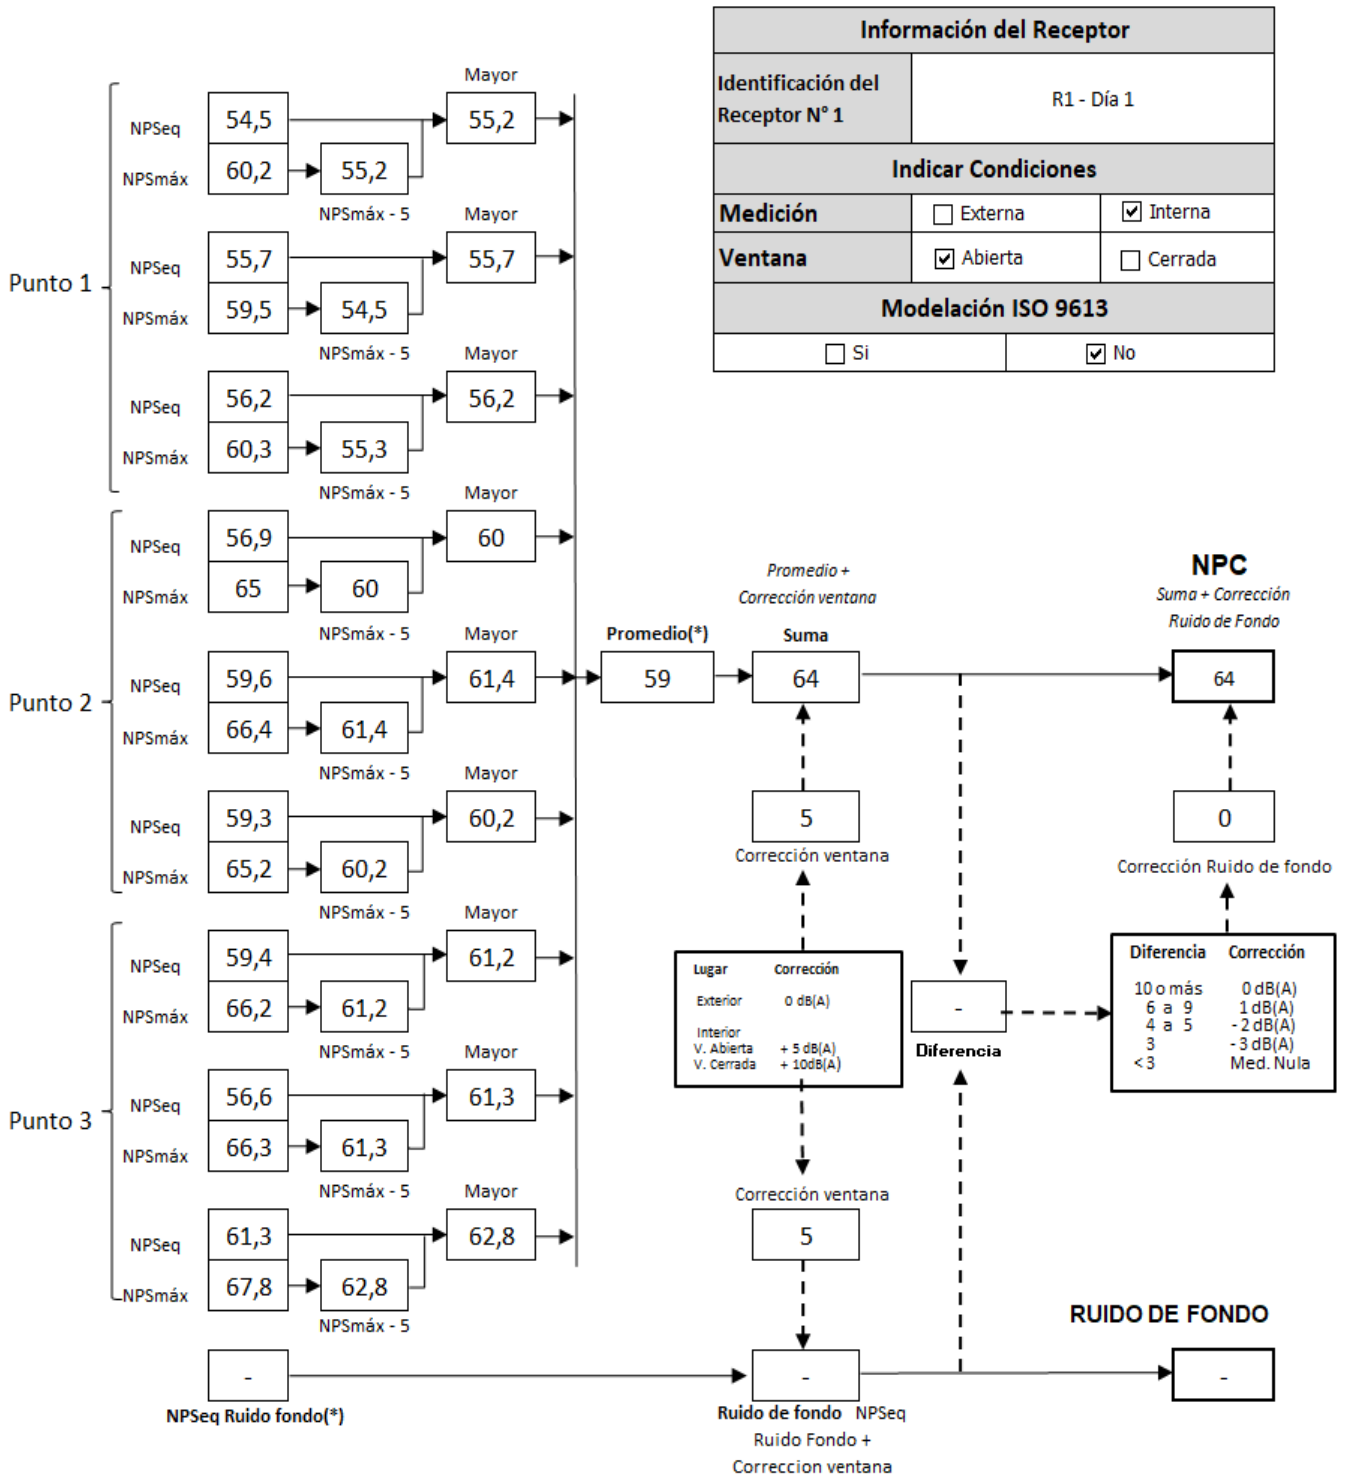 Información del Receptor
Identificación del
Receptor N° 1
R1 - Día 1
Indicar Condiciones
Medición
Externa
Interna
Ventana
Abierta
Cerrada
Modelación ISO 9613
Si
No
Punto 1
Mayor
NPSeq
54,5
55,2
NPSmáx
60,2
55,2
NPSmáx - 5
Mayor
NPSeq
55,7
55,7
NPSmáx
59,5
54,5
NPSmáx - 5
Mayor
NPSeq
56,2
56,2
NPSmáx
60,3
55,3
NPSmáx - 5
Punto 2
Mayor
NPSeq
56,9
60
NPSmáx
65
60
NPSmáx - 5
Mayor
NPSeq
59,6
61,4
NPSmáx
66,4
61,4
NPSmáx - 5
Mayor
NPSeq
59,3
60,2
NPSmáx
65,2
60,2
NPSmáx - 5
Punto 3
Mayor
NPSeq
59,4
61,2
NPSmáx
66,2
61,2
NPSmáx - 5
Mayor
NPSeq
56,6
61,3
NPSmáx
66,3
61,3
NPSmáx - 5
Mayor
NPSeq
61,3
62,8
NPSmáx
67,8
62,8
NPSmáx - 5
-
NPSeq Ruido fondo(*)
Promedio(*)
59
Promedio +
Corrección ventana
Suma
64
5
Corrección ventana
Lugar Corrección
Exterior 0 dB(A)
Interior
V. Abierta + 5 dB(A)
V. Cerrada + 10dB(A)
Corrección ventana
5
-
Ruido de fondo NPSeq
Ruido Fondo +
Correccion ventana
-
Diferencia
NPC
Suma + Corrección
Ruido de Fondo
64
0
Corrección Ruido de fondo
Diferencia Corrección
10 o más 0 dB(A)
6 a 9 1 dB(A)
4 a 5 - 2 dB(A)
3 - 3 dB(A)
< 3 Med. Nula
RUIDO DE FONDO
-